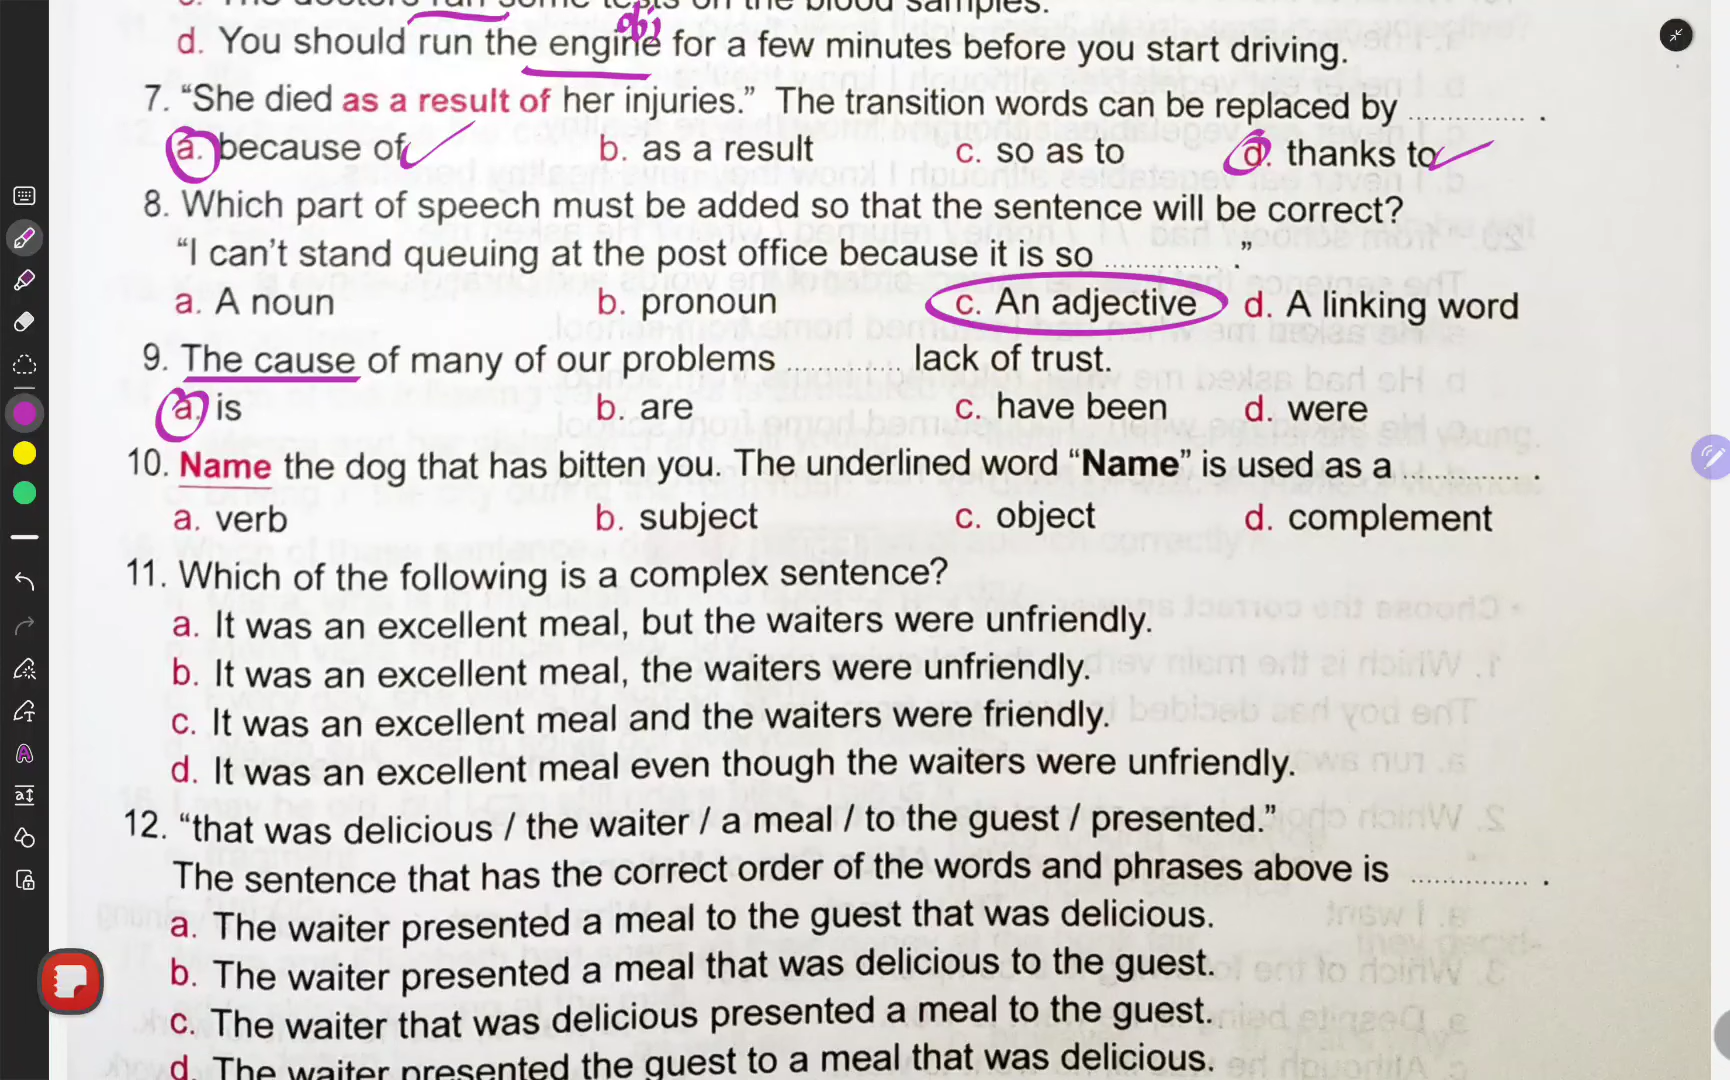 d. You should run the engine for a few minutes before you start driving.
obj
7. “She died as a result of her injuries.” The transition words can be replaced by ............ .
a. because of b. as a result c. so as to d. thanks to
8. Which part of speech must be added so that the sentence will be correct?
“I can’t stand queuing at the post office because it is so ............ .”
a. A noun b. pronoun c. An adjective d. A linking word
9. The cause of many of our problems ............ lack of trust.
a. is b. are c. have been d. were
10. Name the dog that has bitten you. The underlined word “Name” is used as a ............ .
a. verb b. subject c. object d. complement
11. Which of the following is a complex sentence?
a. It was an excellent meal, but the waiters were unfriendly.
b. It was an excellent meal, the waiters were unfriendly.
c. It was an excellent meal and the waiters were friendly.
d. It was an excellent meal even though the waiters were unfriendly.
12. “that was delicious / the waiter / a meal / to the guest / presented.”
The sentence that has the correct order of the words and phrases above is ............ .
a. The waiter presented a meal to the guest that was delicious.
b. The waiter presented a meal that was delicious to the guest.
c. The waiter that was delicious presented a meal to the guest.
d. The waiter presented the guest to a meal that was delicious.